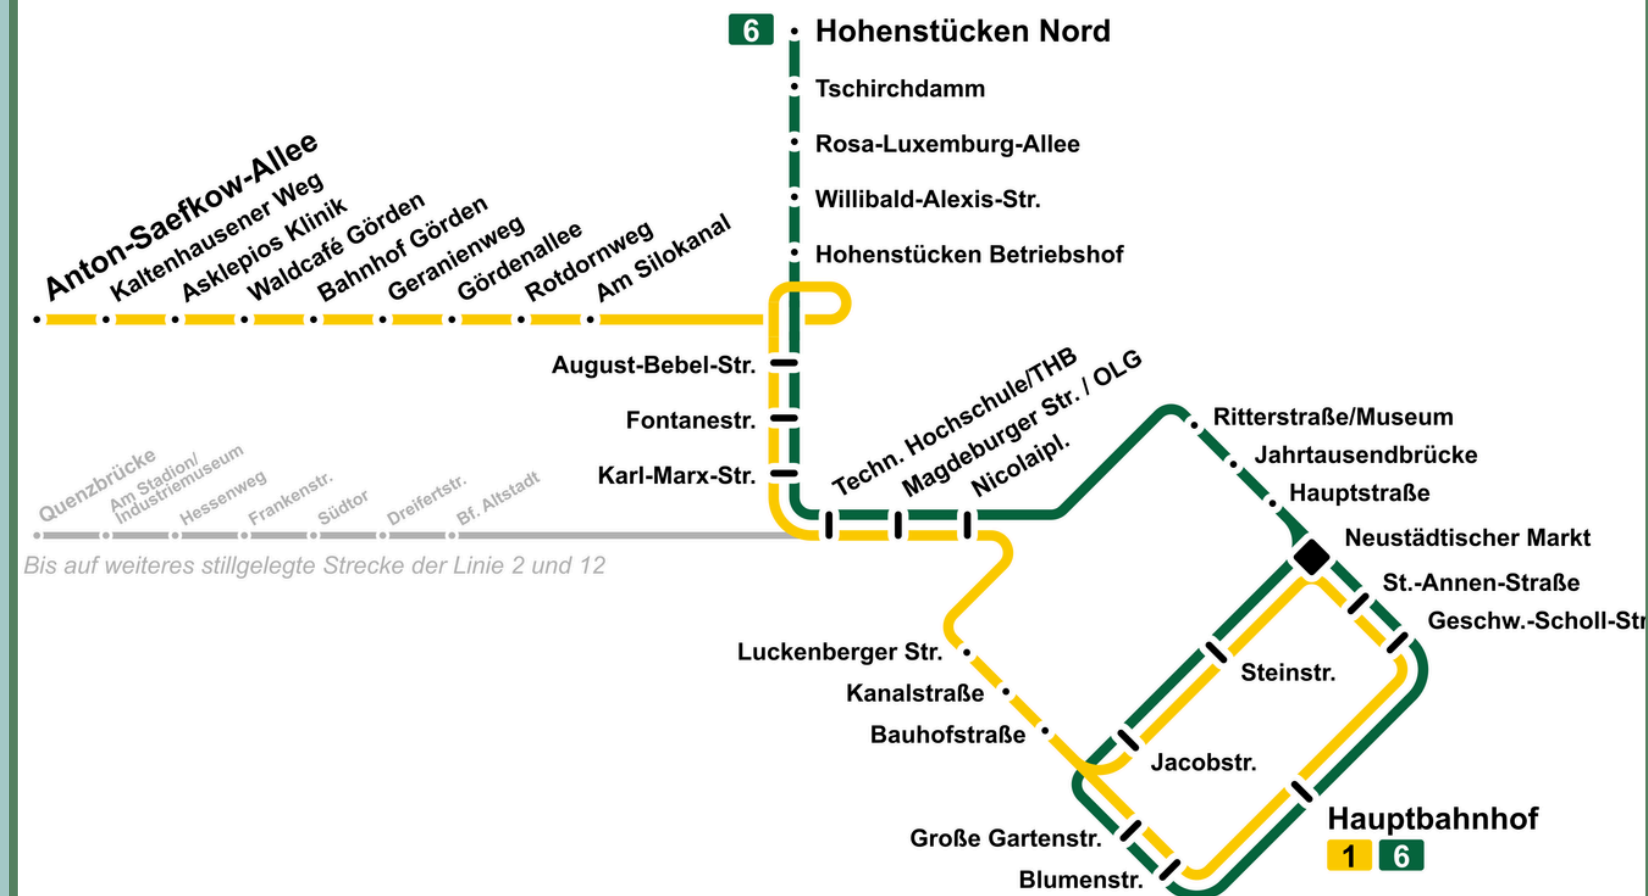 6
Hohenstücken Nord
Tschirchdamm
Rosa-Luxemburg-Allee
Willibald-Alexis-Str.
Hohenstücken Betriebshof
Anton-Saefkow-Allee
Kaltenhausener Weg
Asklepios Klinik
Waldcafé Görden
Bahnhof Görden
Geranienweg
Gördenallee
Rotdornweg
Am Silokanal
August-Bebel-Str.
Fontanestr.
Karl-Marx-Str.
Quenzbrücke
Am Stadion/
Industriemuseum
Hessenweg
Frankenstr.
Südtor
Dreifertstr.
Bf. Altstadt
Bis auf weiteres stillgelegte Strecke der Linie 2 und 12
Techn. Hochschule/THB
Magdeburger Str. / OLG
Nicolaipl.
Ritterstraße/Museum
Jahrtausendbrücke
Hauptstraße
Neustädtischer Markt
St.-Annen-Straße
Geschw.-Scholl-Str
Luckenberger Str.
Kanalstraße
Bauhofstraße
Steinstr.
Jacobstr.
Große Gartenstr.
Blumenstr.
Hauptbahnhof
1 6